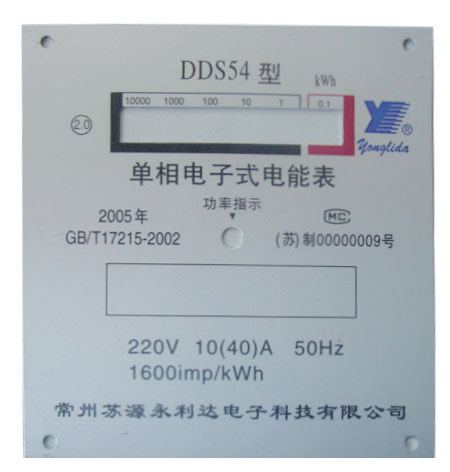 DDS54 型
kWh
10000 1000 100 10 1 0.1
2.0
®
Yonglida
单相电子式电能表
功率指示
2005年
MC
GB/T17215-2002
(苏)制00000009号
220V 10(40)A 50Hz
1600imp/kWh
常州苏源永利达电子科技有限公司